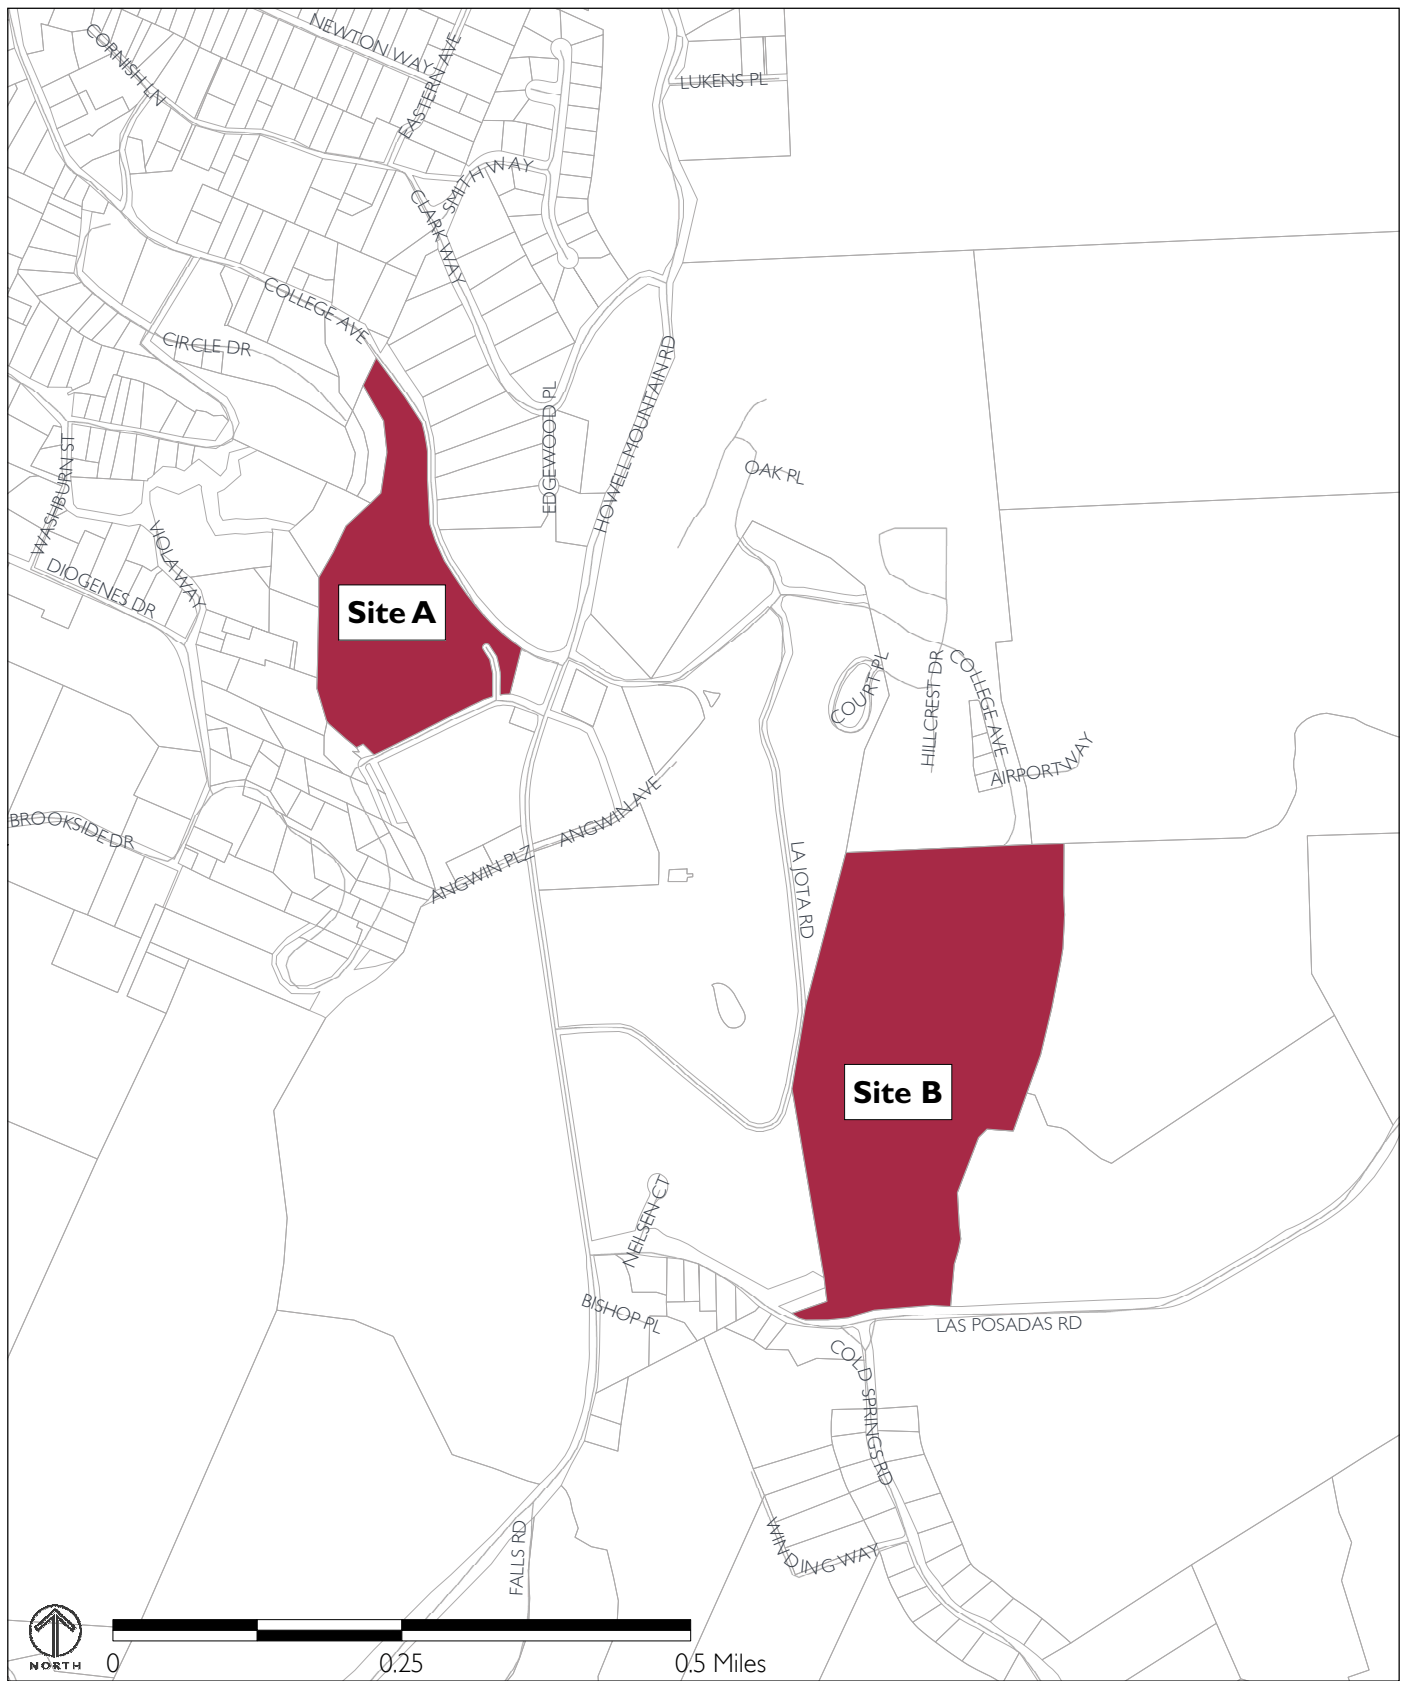 NEWTON WAY
CORNISH LN
EASTERN AVE
LUKENS PL
SMITH WAY
CLARK WAY
COLLEGE AVE
CIRCLE DR
HOWELL MOUNTAIN RD
EDGEWOOD PL
OAK PL
WASHBURN ST
VIOLA WAY
DIOGENES DR
Site A
COURT PL
HILLCREST DR
COLLEGE AVE
AIRPORT WAY
BROOKSIDE DR
ANGWIN AVE
ANGWIN PLZ
LA JOTA RD
Site B
NEILSEN CT
BISHOP PL
LAS POSADAS RD
COLD SPRINGS RD
WINDING WAY
FALLS RD
NORTH
0 0.25 0.5 Miles